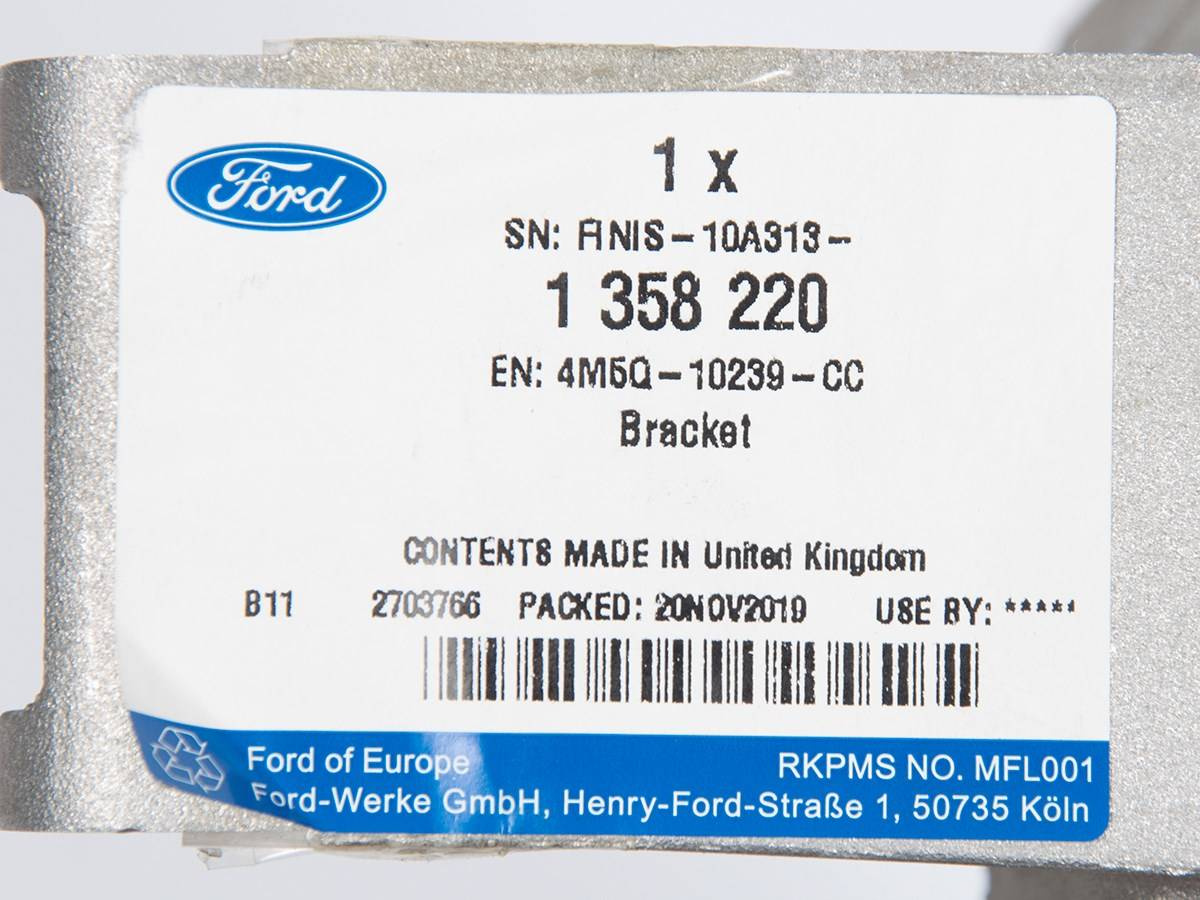 Ford
1 x
SN: FINIS-10A313-
1 358 220
EN: 4M5Q-10239-CC
Bracket
CONTENTS MADE IN United Kingdom
B11 2703766 PACKED: 20NOV2019 USE BY: *****
Ford of Europe RKPMS NO. MFL001
Ford-Werke GmbH, Henry-Ford-Straße 1, 50735 Köln